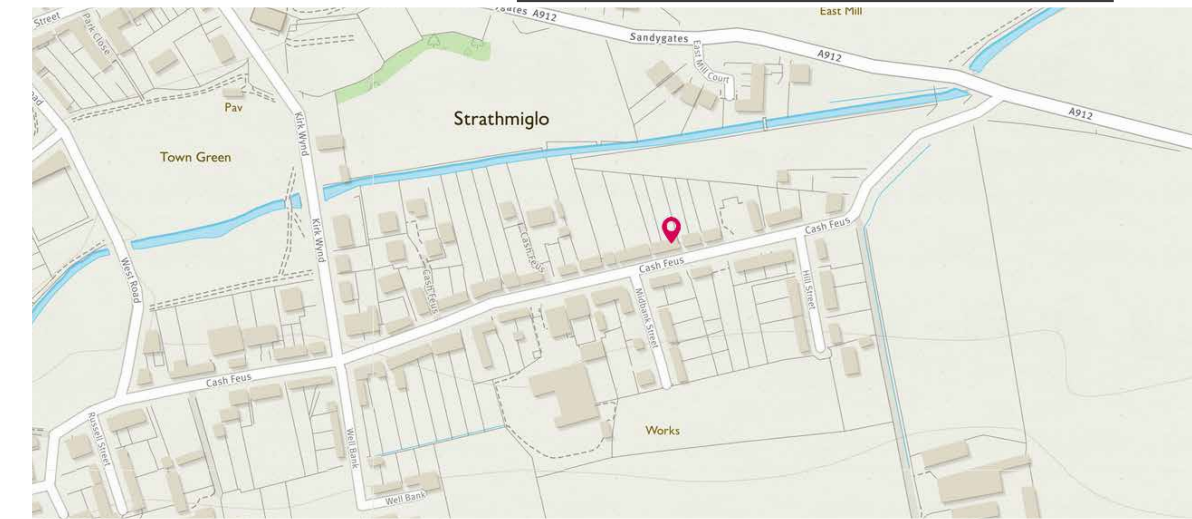 Street
Park Close
gates A912
East Mill
Sandygates
East Mill Court
A912
A912
Pav
Kirk Wynd
Strathmiglo
Town Green
Kirk Wynd
West Road
Cash Feus
Cash Feus
Cash Feus
Cash Feus
Midbank Street
Hill Street
Cash Feus
Russell Street
Well Bank
Works
Well Bank